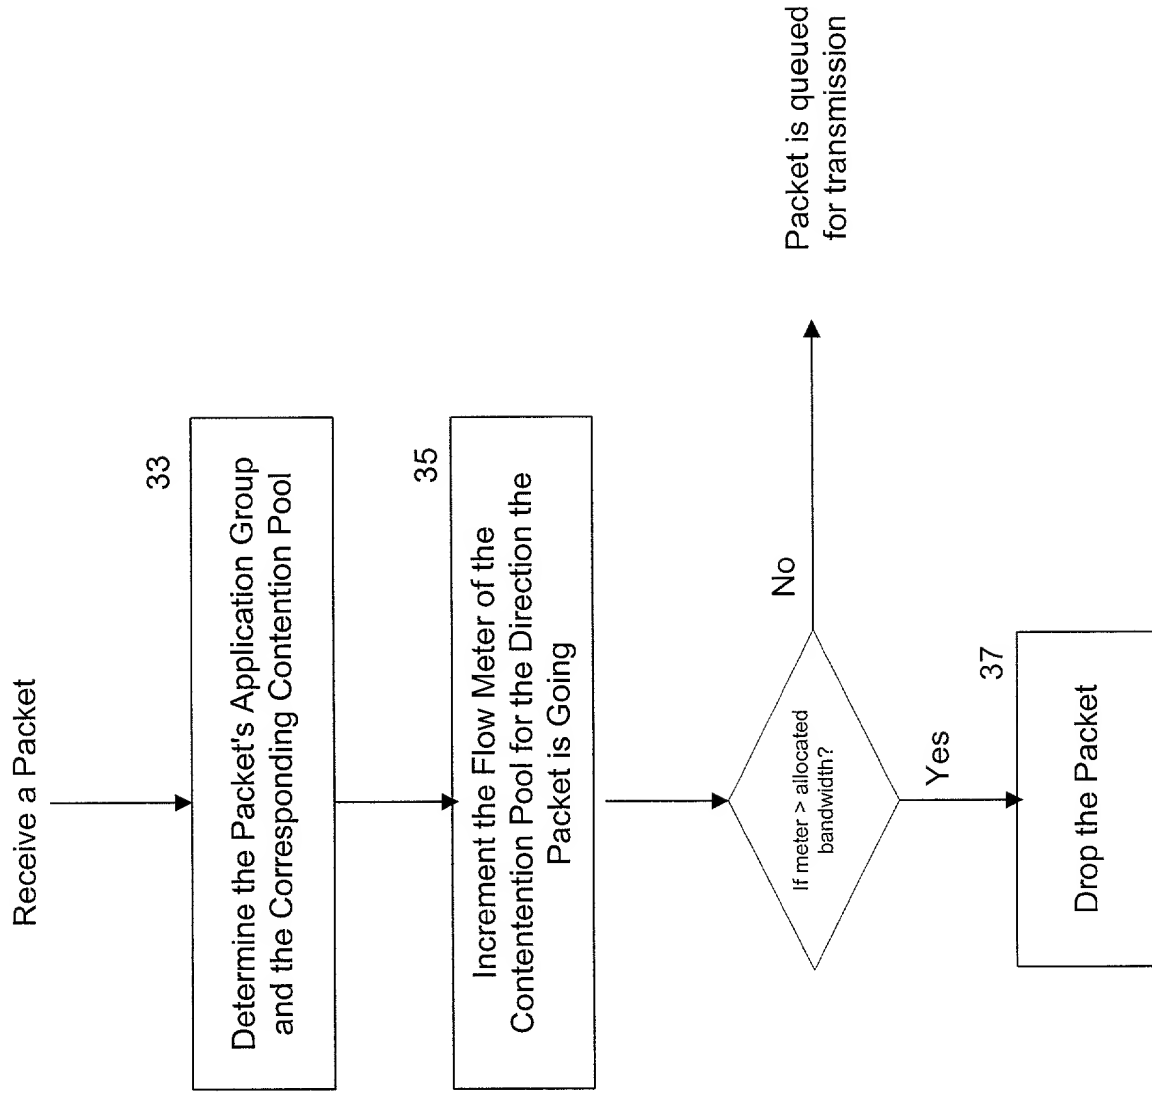 Receive a Packet
33
Determine the Packet's Application Group
and the Corresponding Contention Pool
35
Increment the Flow Meter of the
Contentention Pool for the Direction the
Packet is Going
If meter > allocated
bandwidth?
No
Packet is queued
for transmission
Yes
37
Drop the Packet